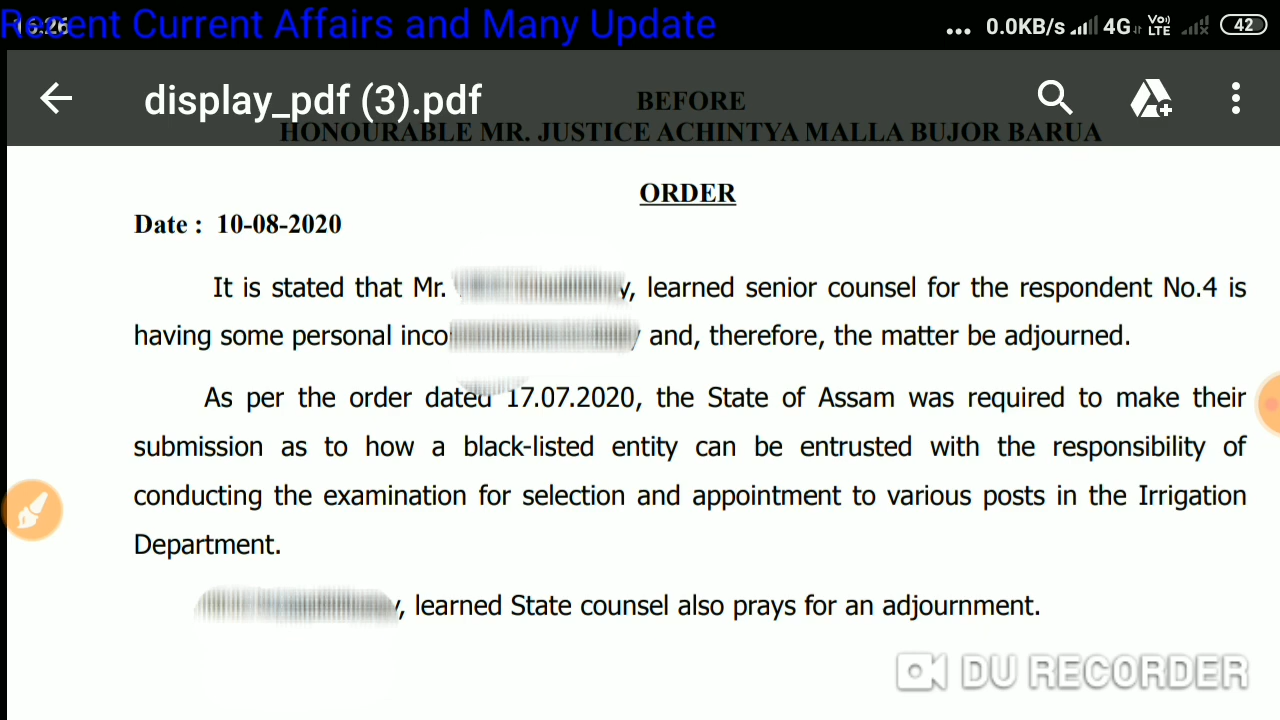 Recent Current Affairs and Many Update
16:26 ... 0.0KB/s 4G Vo) LTE 42
display_pdf (3).pdf
BEFORE
HONOURABLE MR. JUSTICE ACHINTYA MALLA BUJOR BARUA
ORDER
Date : 10-08-2020
It is stated that Mr. , learned senior counsel for the respondent No.4 is
having some personal and, therefore, the matter be adjourned.
As per the order dated 17.07.2020, the State of Assam was required to make their
submission as to how a black-listed entity can be entrusted with the responsibility of
conducting the examination for selection and appointment to various posts in the Irrigation
Department.
, learned State counsel also prays for an adjournment.
DU RECORDER